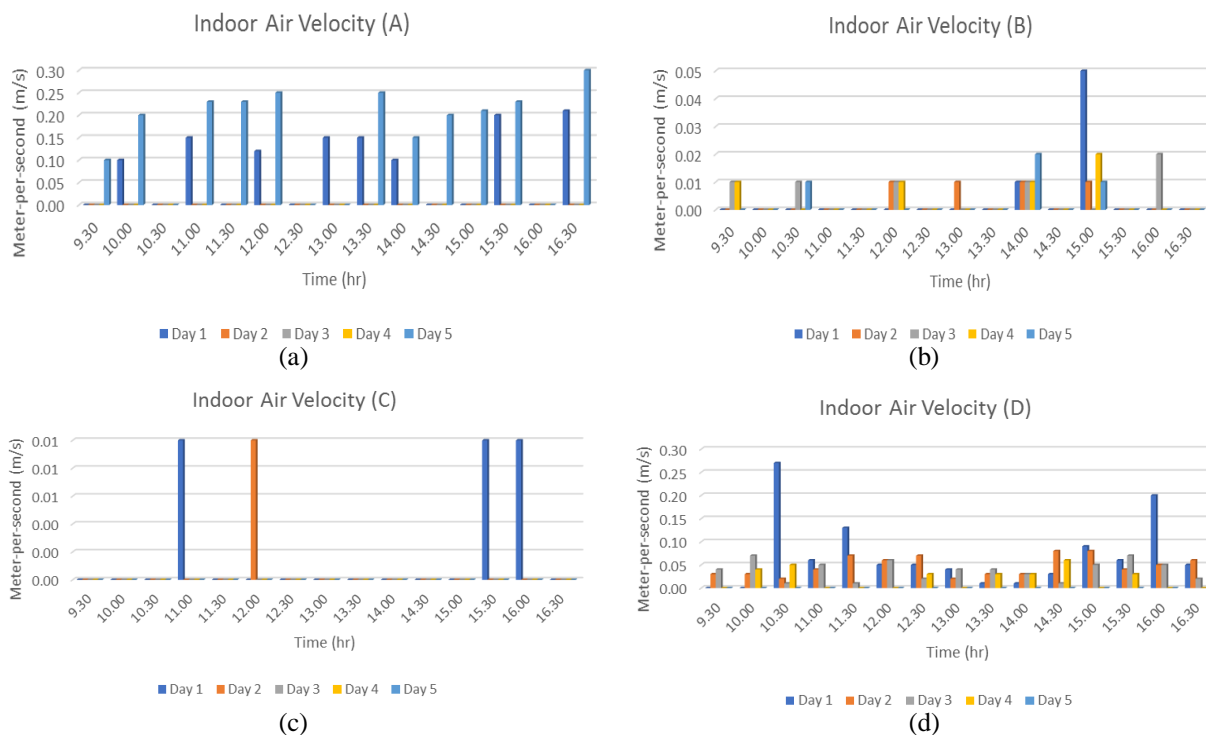 Indoor Air Velocity (A)
Meter-per-second (m/s)
0.30
0.25
0.20
0.15
0.10
0.05
0.00
9.30 10.00 10.30 11.00 11.30 12.00 12.30 13.00 13.30 14.00 14.30 15.00 15.30 16.00 16.30
Time (hr)
Day 1 Day 2 Day 3 Day 4 Day 5
(a)
Indoor Air Velocity (B)
Meter-per-second (m/s)
0.05
0.04
0.03
0.02
0.01
0.00
9.30 10.00 10.30 11.00 11.30 12.00 12.30 13.00 13.30 14.00 14.30 15.00 15.30 16.00 16.30
Time (hr)
Day 1 Day 2 Day 3 Day 4 Day 5
(b)
Indoor Air Velocity (C)
Meter-per-second (m/s)
0.01
0.01
0.01
0.00
0.00
0.00
9.30 10.00 10.30 11.00 11.30 12.00 12.30 13.00 13.30 14.00 14.30 15.00 15.30 16.00 16.30
Time (hr)
Day 1 Day 2 Day 3 Day 4 Day 5
(c)
Indoor Air Velocity (D)
Meter-per-second (m/s)
0.30
0.25
0.20
0.15
0.10
0.05
0.00
9.30 10.00 10.30 11.00 11.30 12.00 12.30 13.00 13.30 14.00 14.30 15.00 15.30 16.00 16.30
Time (hr)
Day 1 Day 2 Day 3 Day 4 Day 5
(d)